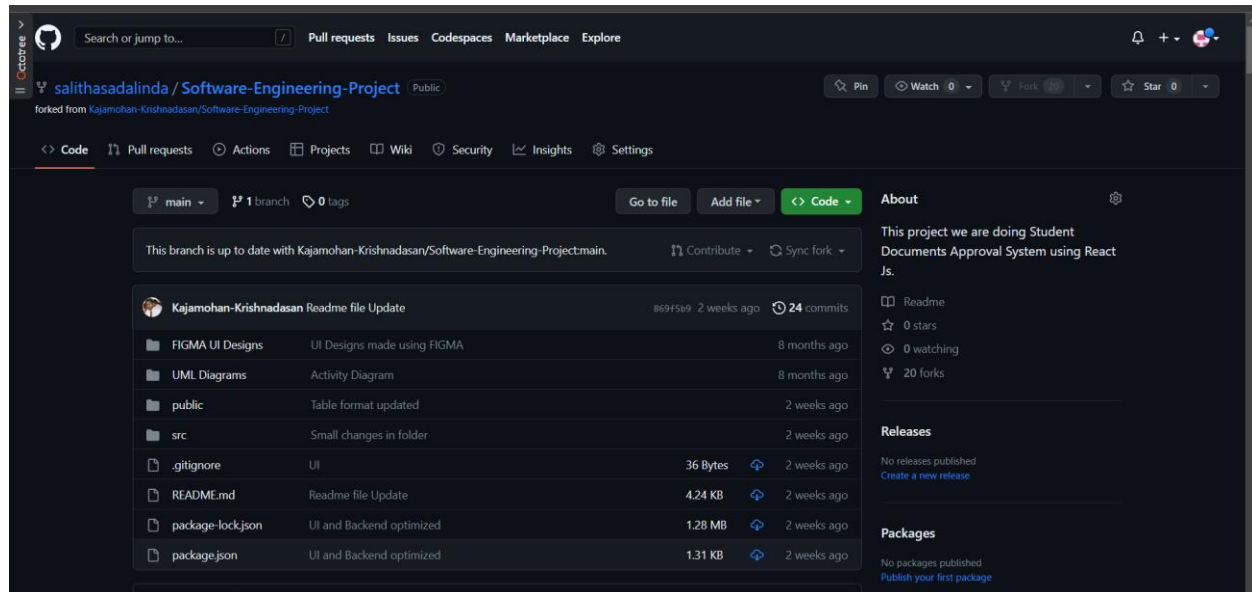 Octotree
Search or jump to... / Pull requests Issues Codespaces Marketplace Explore
salithasadalinda / Software-Engineering-Project Public
Pin Watch 0 Fork 20 Star 0
forked from Kajamohan-Krishnadasan/Software-Engineering-Project
Code Pull requests Actions Projects Wiki Security Insights Settings
main 1 branch 0 tags Go to file Add file Code
This branch is up to date with Kajamohan-Krishnadasan/Software-Engineering-Project:main. Contribute Sync fork
Kajamohan-Krishnadasan Readme file Update 869f5b9 2 weeks ago 24 commits
FIGMA UI Designs UI Designs made using FIGMA 8 months ago
UML Diagrams Activity Diagram 8 months ago
public Table format updated 2 weeks ago
src Small changes in folder 2 weeks ago
.gitignore UI 36 Bytes 2 weeks ago
README.md Readme file Update 4.24 KB 2 weeks ago
package-lock.json UI and Backend optimized 1.28 MB 2 weeks ago
package.json UI and Backend optimized 1.31 KB 2 weeks ago
About
This project we are doing Student
Documents Approval System using React
Js.
Readme
0 stars
0 watching
20 forks
Releases
No releases published
Create a new release
Packages
No packages published
Publish your first package